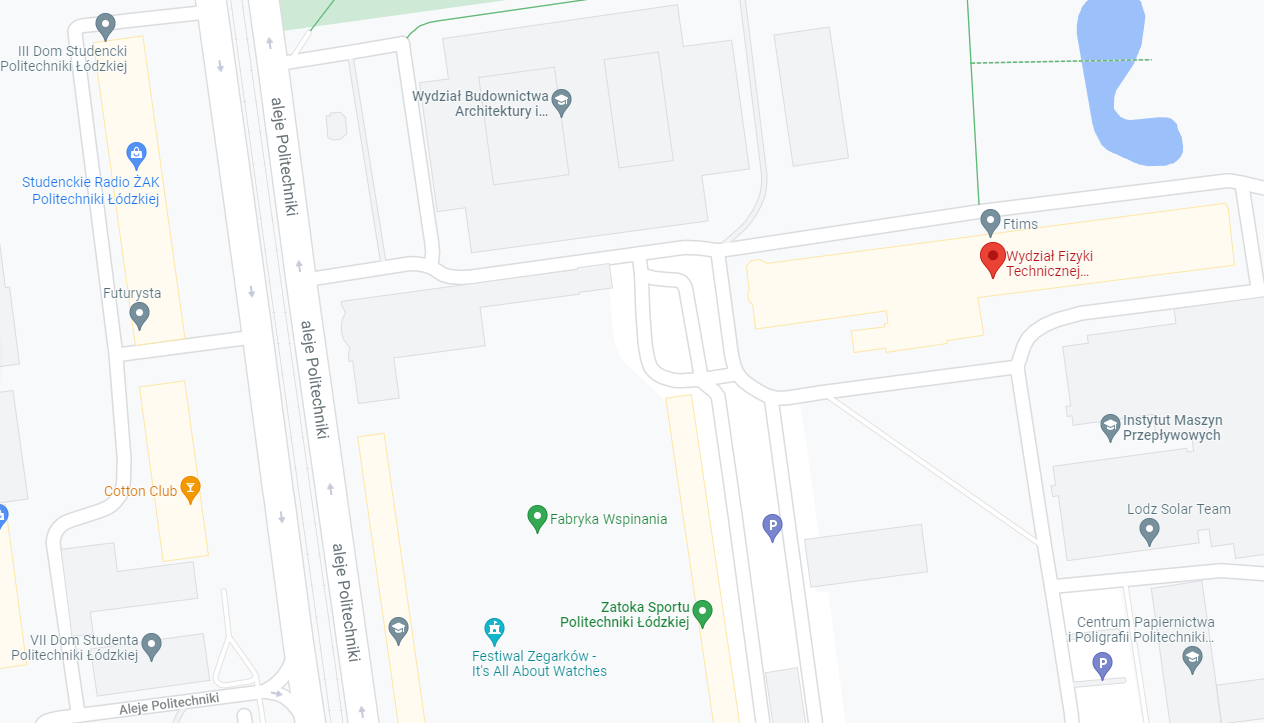 III Dom Studencki
Politechniki Łódzkiej
Studenckie Radio ŻAK
Politechniki Łódzkiej
aleje Politechniki
Wydział Budownictwa
Architektury i...
Ftims
Wydział Fizyki
Technicznej...
Futurysta
aleje Politechniki
Cotton Club
Instytut Maszyn
Przepływowych
Fabryka Wspinania
P
Lodz Solar Team
aleje Politechniki
Zatoka Sportu
Politechniki Łódzkiej
VII Dom Studenta
Politechniki Łódzkiej
Festiwal Zegarków -
It's All About Watches
Centrum Papiernictwa
i Poligrafii Politechniki...
P
aleje Politechniki